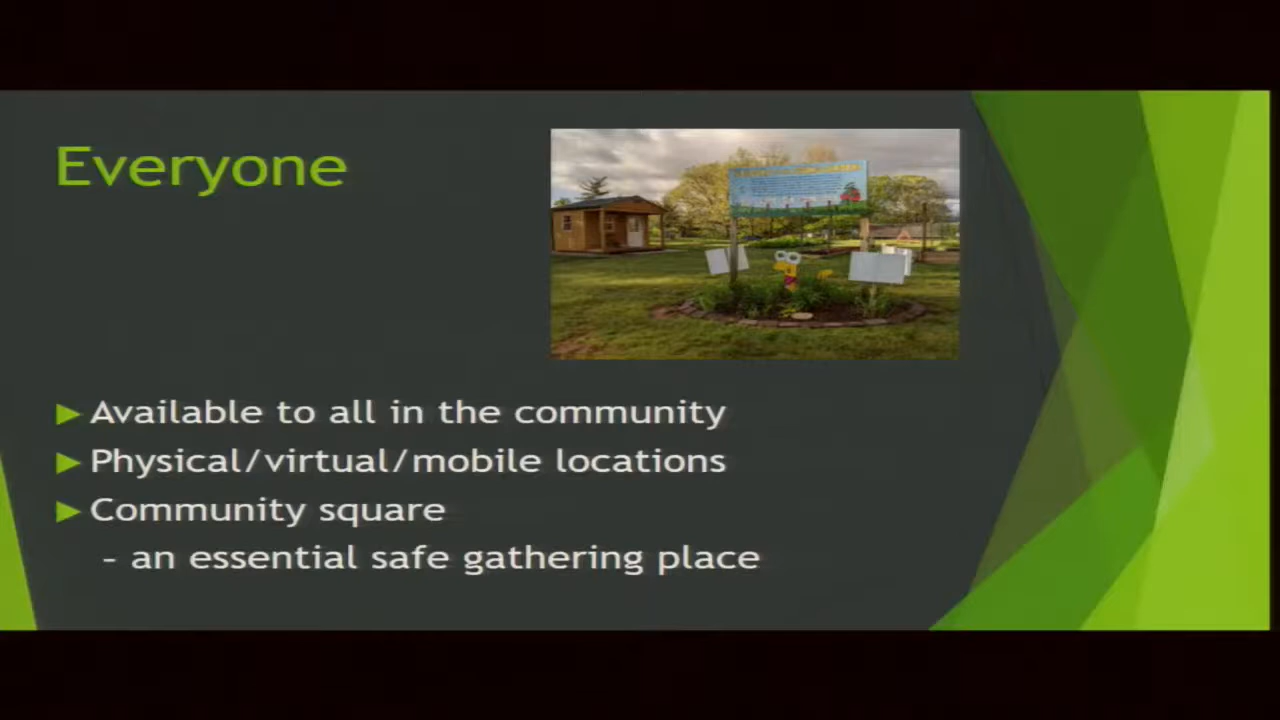 Everyone
Available to all in the community
Physical/virtual/mobile locations
Community square
- an essential safe gathering place